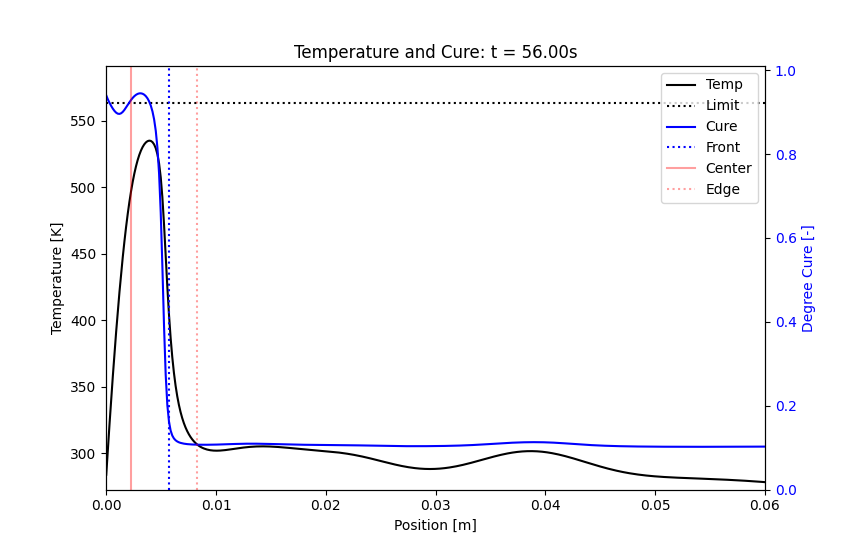 Temperature and Cure: t = 56.00s
Temp
Limit
Cure
Front
Center
Edge
550
500
450
400
350
300
Temperature [K]
1.0
0.8
0.6
0.4
0.2
0.0
Degree Cure [-]
0.00
0.01
0.02
0.03
0.04
0.05
0.06
Position [m]